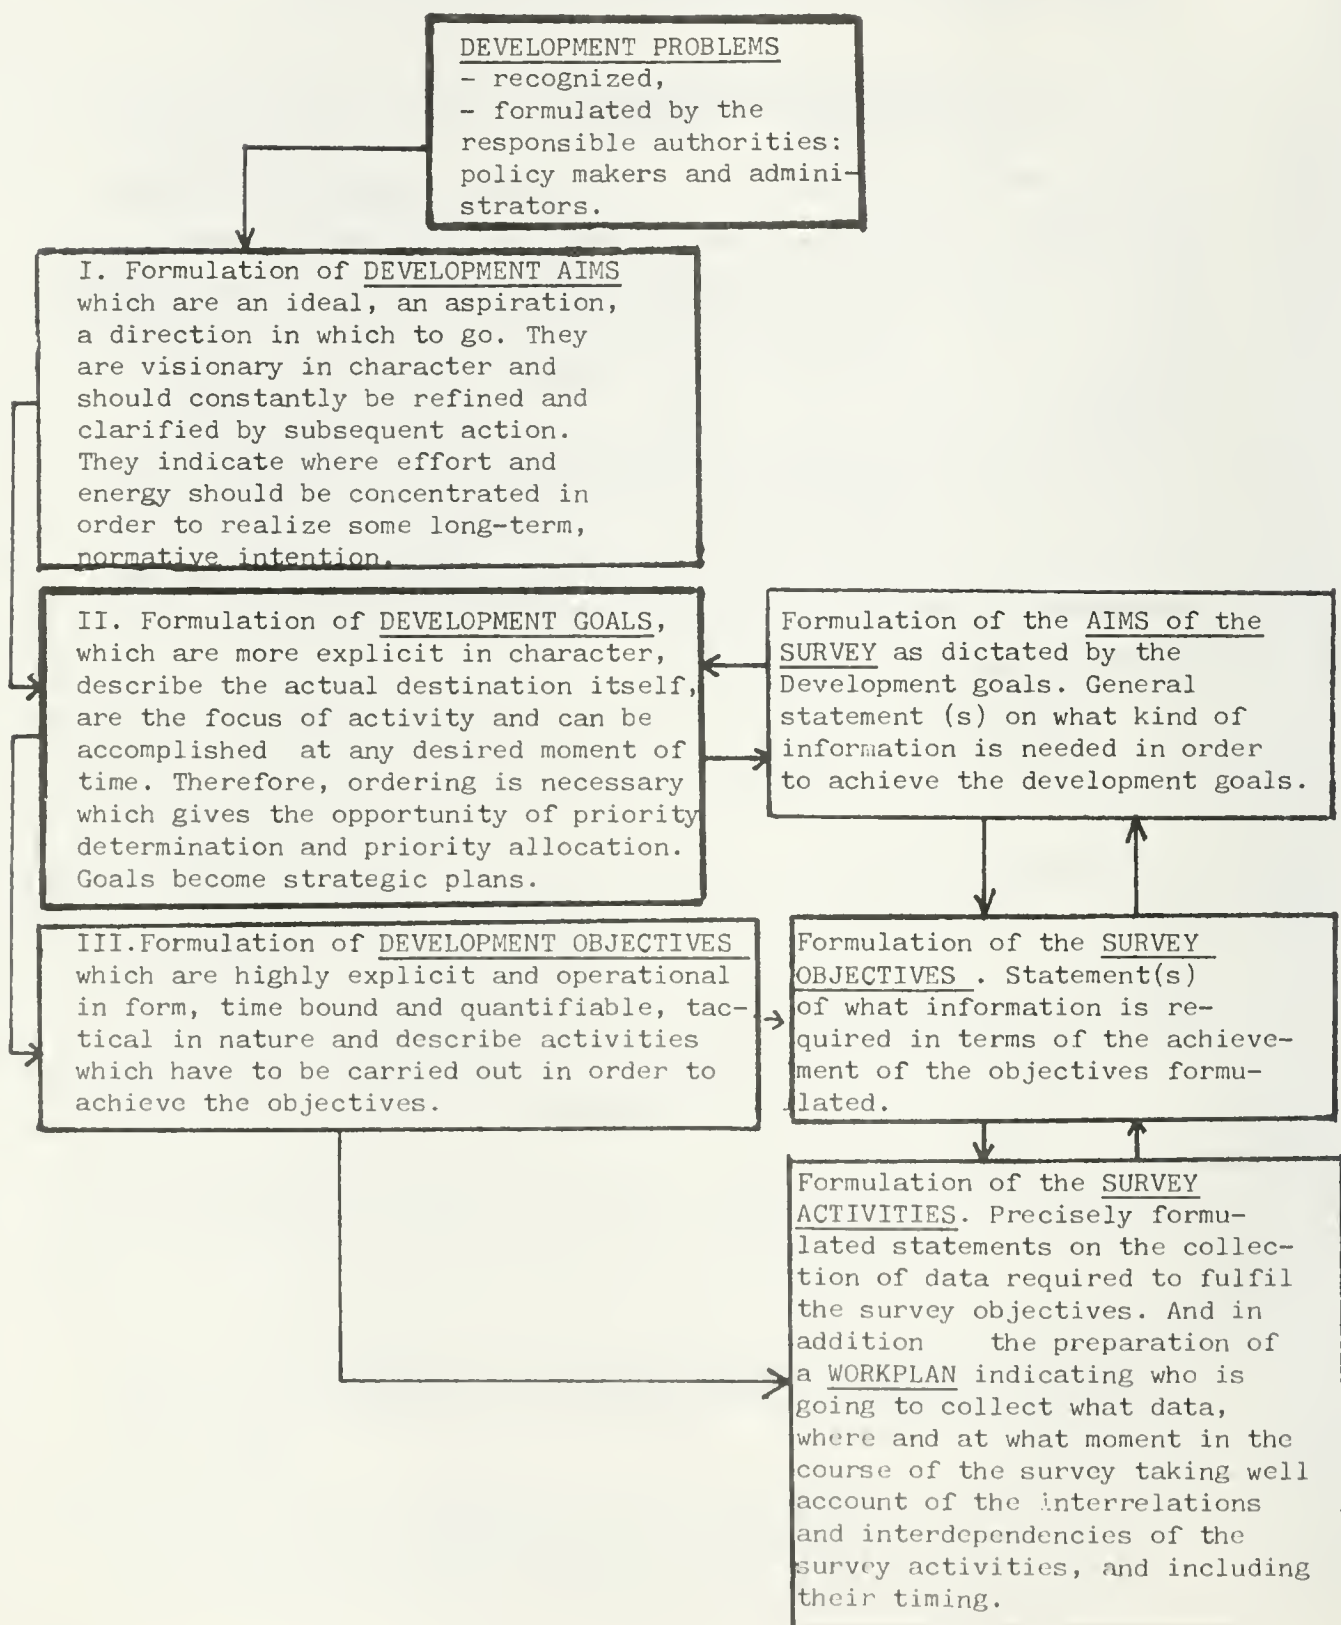 DEVELOPMENT PROBLEMS
- recognized,
- formulated by the
responsible authorities:
policy makers and admini-
strators.
I. Formulation of DEVELOPMENT AIMS
which are an ideal, an aspiration,
a direction in which to go. They
are visionary in character and
should constantly be refined and
clarified by subsequent action.
They indicate where effort and
energy should be concentrated in
order to realize some long-term,
normative intention.
II. Formulation of DEVELOPMENT GOALS,
which are more explicit in character,
describe the actual destination itself,
are the focus of activity and can be
accomplished at any desired moment of
time. Therefore, ordering is necessary
which gives the opportunity of priority
determination and priority allocation.
Goals become strategic plans.
Formulation of the AIMS of the
SURVEY as dictated by the
Development goals. General
statement (s) on what kind of
information is needed in order
to achieve the development goals.
III.Formulation of DEVELOPMENT OBJECTIVES
which are highly explicit and operational
in form, time bound and quantifiable, tac-
tical in nature and describe activities
which have to be carried out in order to
achieve the objectives.
Formulation of the SURVEY
OBJECTIVES . Statement(s)
of what information is re-
quired in terms of the achieve-
ment of the objectives formu-
lated.
Formulation of the SURVEY
ACTIVITIES. Precisely formu-
lated statements on the collec-
tion of data required to fulfil
the survey objectives. And in
addition the preparation of
a WORKPLAN indicating who is
going to collect what data,
where and at what moment in the
course of the survey taking well
account of the interrelations
and interdependencies of the
survey activities, and including
their timing.